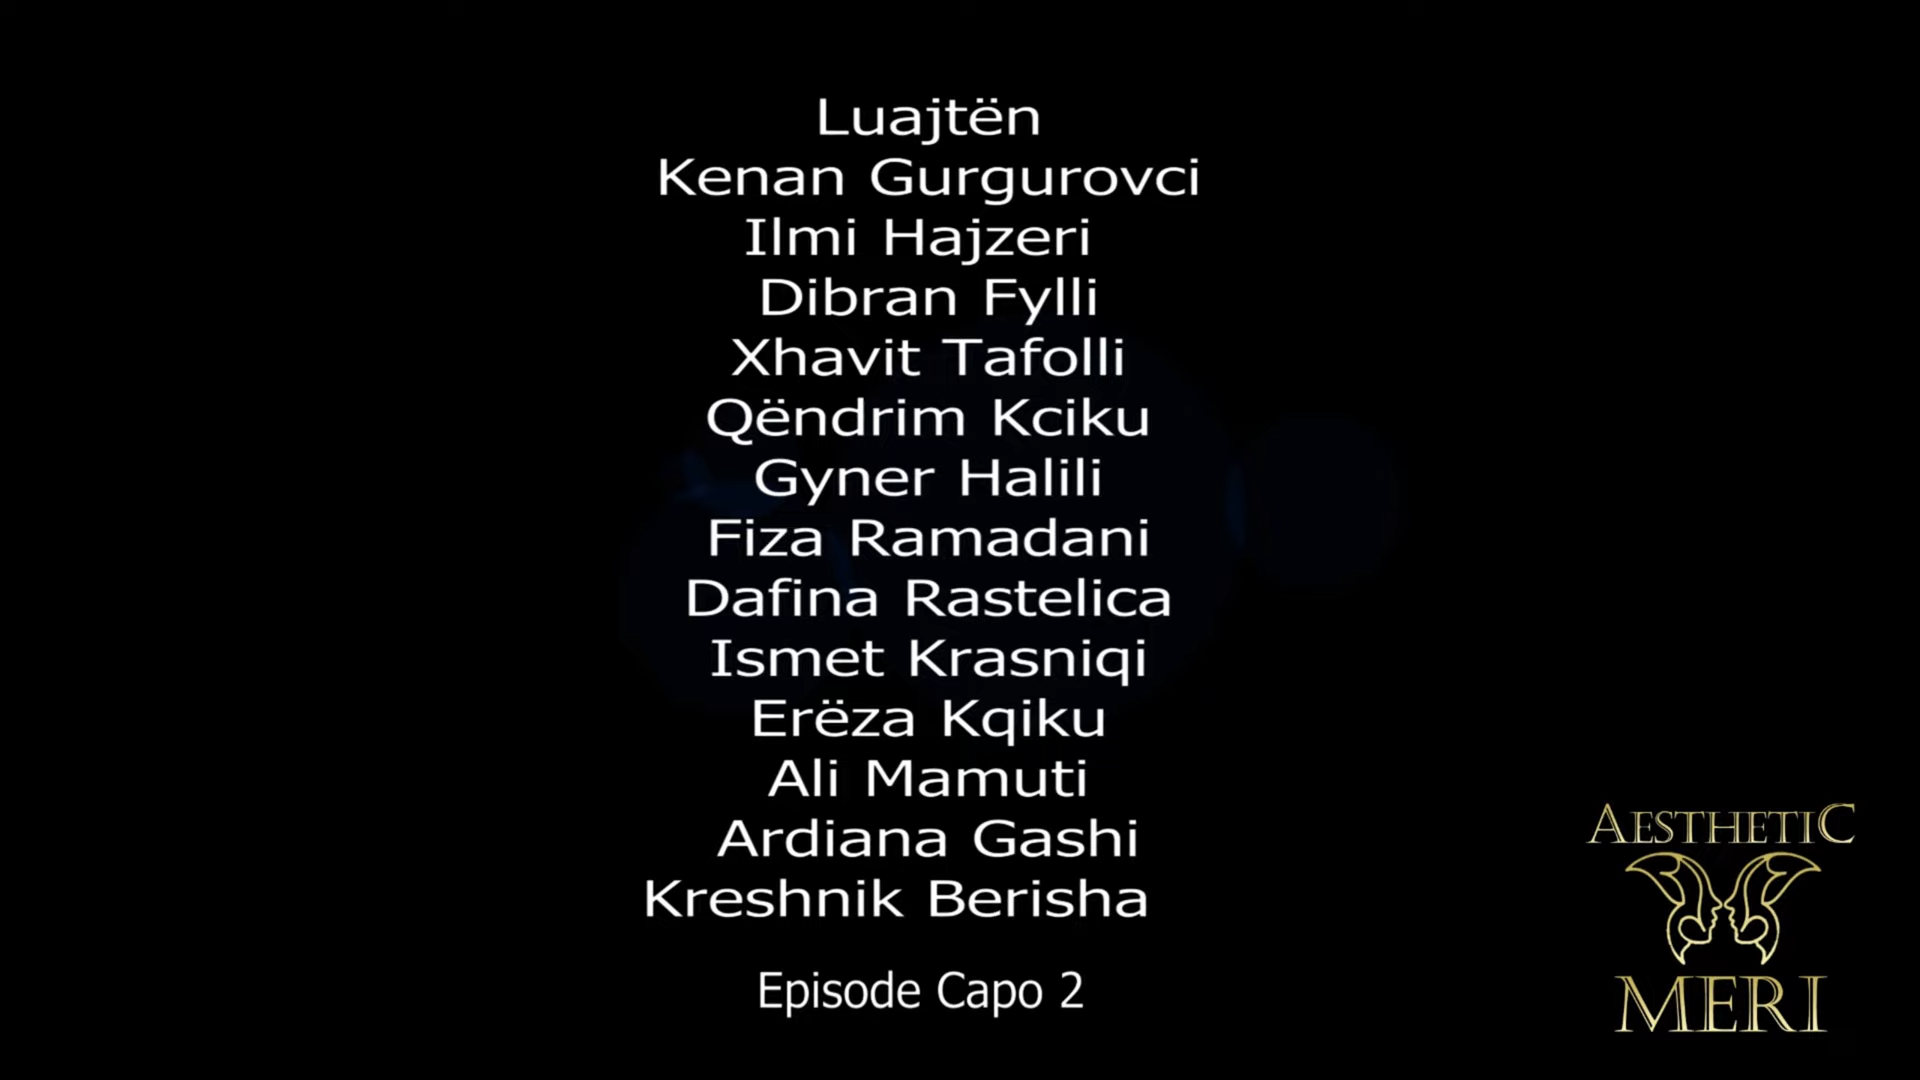 Luajtën
Kenan Gurgurovci
Ilmi Hajzeri
Dibran Fylli
Xhavit Tafolli
Qëndrim Kciku
Gyner Halili
Fiza Ramadani
Dafina Rastelica
Ismet Krasniqi
Erëza Kqiku
Ali Mamuti
Ardiana Gashi
Kreshnik Berisha
Episode Capo 2
AESTHETIC
MERI